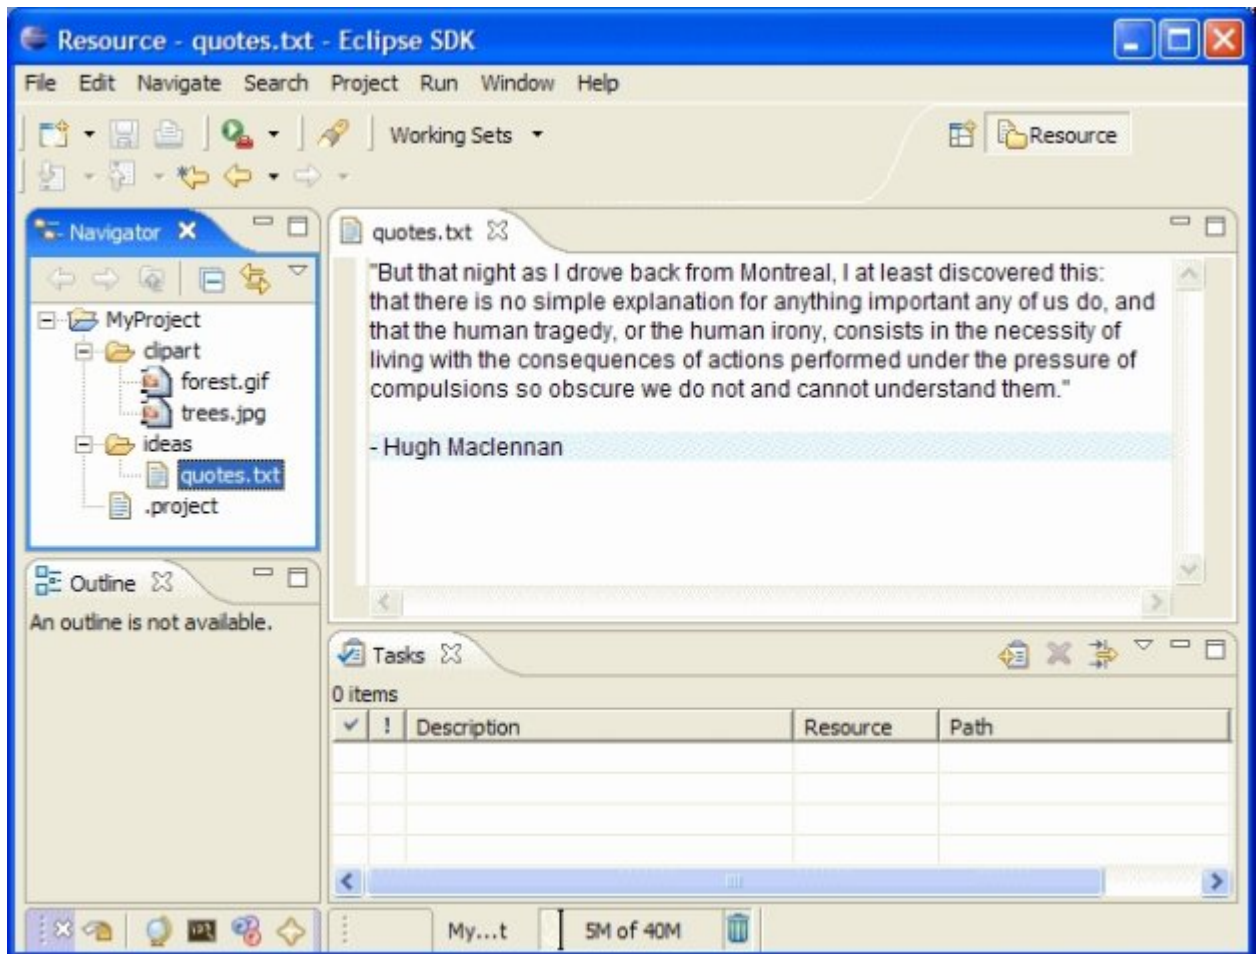 Resource - quotes.txt - Eclipse SDK
File Edit Navigate Search Project Run Window Help
Working Sets
Resource
Navigator
MyProject
clipart
forest.gif
trees.jpg
ideas
quotes.txt
.project
Outline
An outline is not available.
quotes.txt
"But that night as I drove back from Montreal, I at least discovered this:
that there is no simple explanation for anything important any of us do, and
that the human tragedy, or the human irony, consists in the necessity of
living with the consequences of actions performed under the pressure of
compulsions so obscure we do not and cannot understand them."
- Hugh Maclennan
Tasks
0 items
! Description Resource Path
My...t 5M of 40M